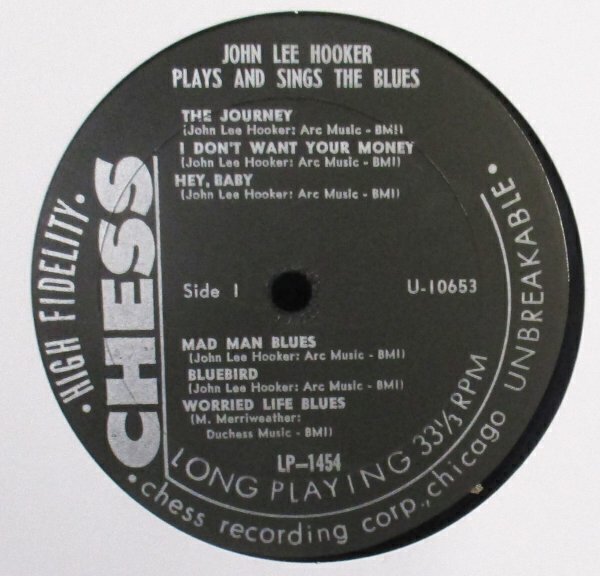 JOHN LEE HOOKER
PLAYS AND SINGS THE BLUES
THE JOURNEY
(John Lee Hooker: Arc Music - BMI)
I DON'T WANT YOUR MONEY
(John Lee Hooker: Arc Music - BMI)
HEY, BABY
(John Lee Hooker: Arc Music - BMI)
• HIGH FIDELITY •
CHESS
Side 1
U-10653
MAD MAN BLUES
(John Lee Hooker: Arc Music - BMI)
BLUEBIRD
(John Lee Hooker: Arc Music - BMI)
WORRIED LIFE BLUES
(M. Merriweather:
Duchess Music - BMI)
LP-1454
LONG PLAYING 33⅓ RPM
chess recording corp., chicago UNBREAKABLE •